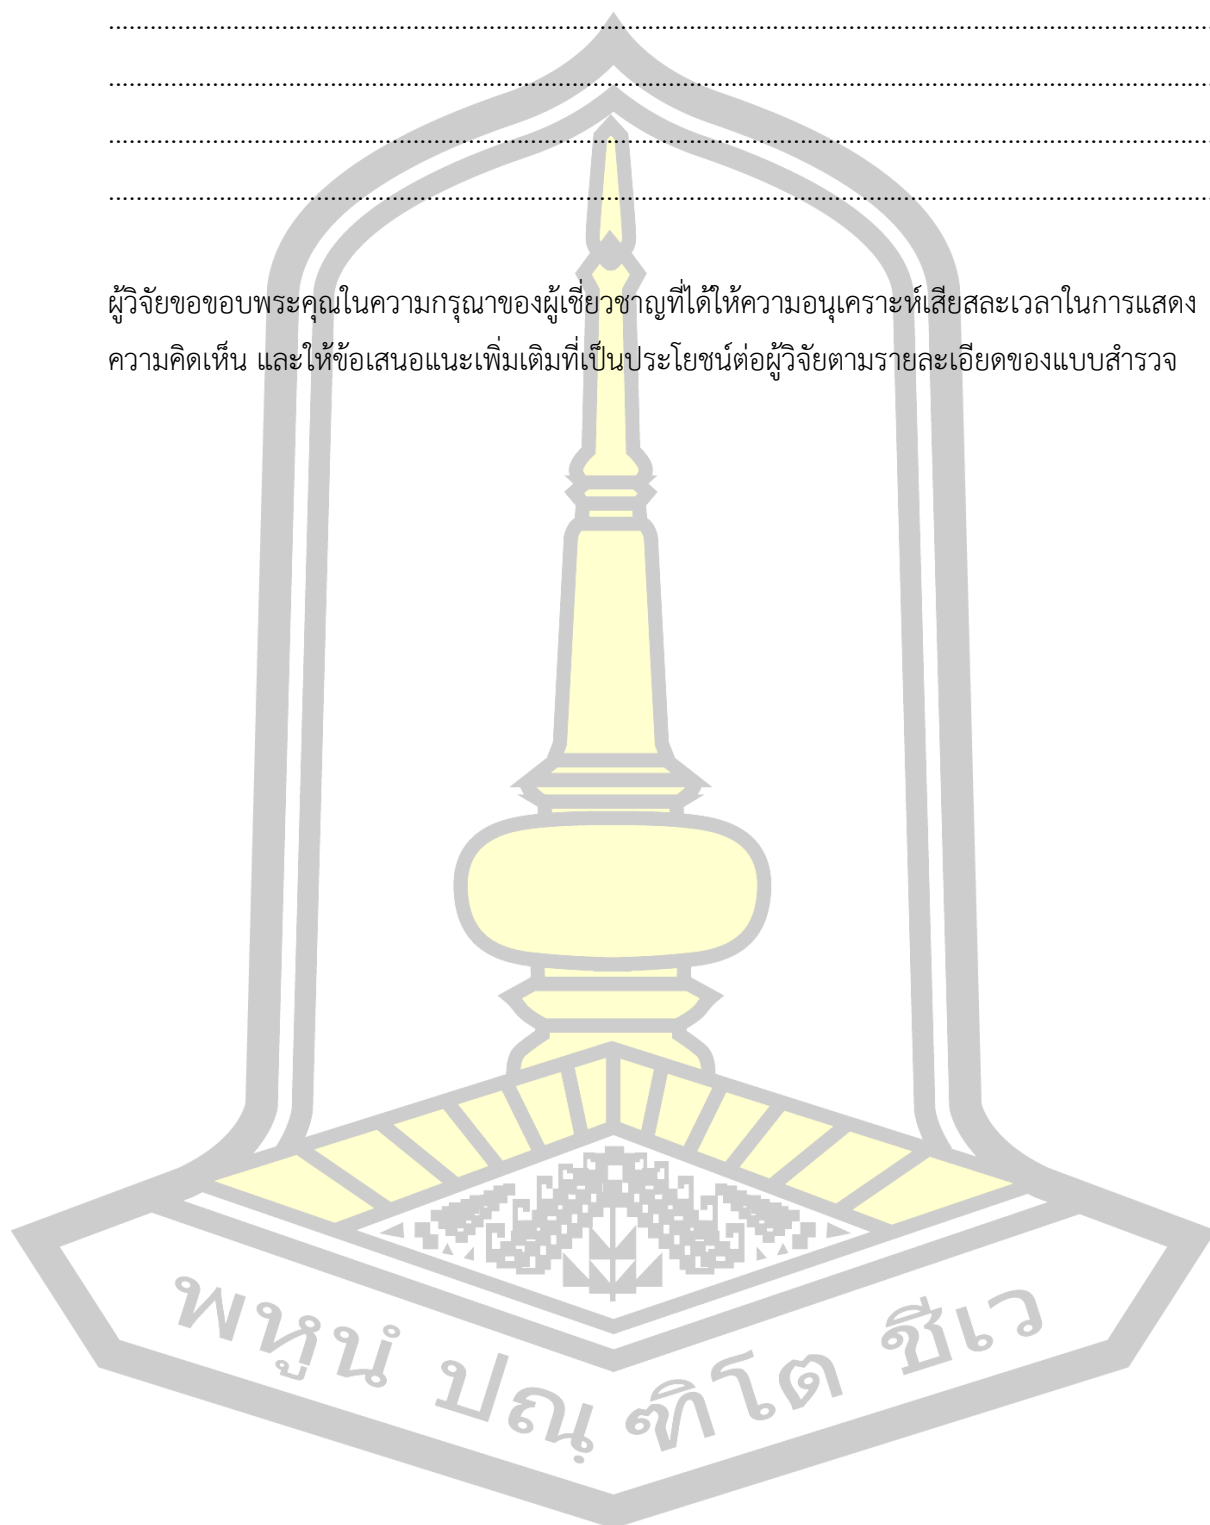 ................................................................................................................................................................
................................................................................................................................................................
................................................................................................................................................................
................................................................................................................................................................
ผู้วิจัยขอขอบพระคุณในความกรุณาของผู้เชี่ยวชาญที่ได้ให้ความอนุเคราะห์เสียสละเวลาในการแสดง
ความคิดเห็น และให้ข้อเสนอแนะเพิ่มเติมที่เป็นประโยชน์ต่อผู้วิจัยตามรายละเอียดของแบบสำรวจ
พหูนํ ปณฺฑิโต ชีเว